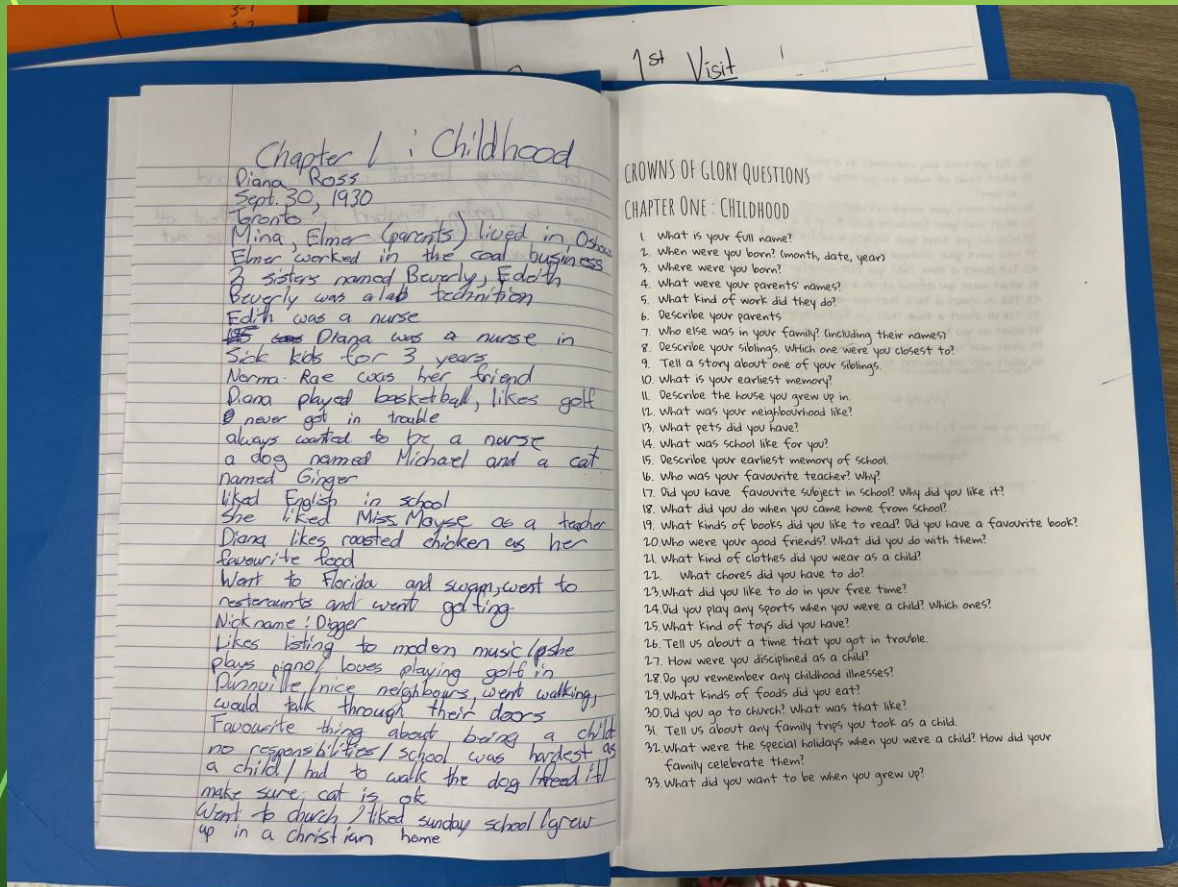 3-1
1st Visit
Chapter 1 : Childhood
Diana Ross
Sept. 30, 1930
Toronto
Mina, Elmer (parents) lived in Oshawa
Elmer worked in the coal business
2 sisters named Beverly, Edith
Beverly was a lab technition
Edith was a nurse
Diana was a nurse in
Sick kids for 3 years
Norma-Rae was her friend
Diana played basketball, likes golf
never got in trouble
always wanted to be a nurse
a dog named Michael and a cat
named Ginger
liked English in school
She liked Miss. Mayse as a teacher
Diana likes roasted chicken as her
favourite food
Went to Florida and swam, went to
resteraunts and went golfing
Nickname : Digger
Likes listing to modern music / she
plays piano / loves playing golf in
Dunnville / nice neighbours, went walking,
would talk through their doors
Favourite thing about being a child
no responsibilities / school was hardest as
a child / had to walk the dog / feed it /
make sure cat is ok
Went to church / liked sunday school / grew
up in a christian home
CROWNS OF GLORY QUESTIONS
CHAPTER ONE : CHILDHOOD
1. What is your full name?
2. When were you born? (month, date, year)
3. Where were you born?
4. What were your parents' names?
5. What kind of work did they do?
6. Describe your parents
7. Who else was in your family? (including their names)
8. Describe your siblings. Which one were you closest to?
9. Tell a story about one of your siblings.
10. What is your earliest memory?
11. Describe the house you grew up in.
12. What was your neighbourhood like?
13. What pets did you have?
14. What was school like for you?
15. Describe your earliest memory of school.
16. Who was your favourite teacher? Why?
17. Did you have favourite subject in school? Why did you like it?
18. What did you do when you came home from school?
19. What kinds of books did you like to read? Did you have a favourite book?
20. Who were your good friends? What did you do with them?
21. What kind of clothes did you wear as a child?
22. What chores did you have to do?
23. What did you like to do in your free time?
24. Did you play any sports when you were a child? Which ones?
25. What kind of toys did you have?
26. Tell us about a time that you got in trouble.
27. How were you disciplined as a child?
28. Do you remember any childhood illnesses?
29. What kinds of foods did you eat?
30. Did you go to church? What was that like?
31. Tell us about any family trips you took as a child.
32. What were the special holidays when you were a child? How did your
family celebrate them?
33. What did you want to be when you grew up?